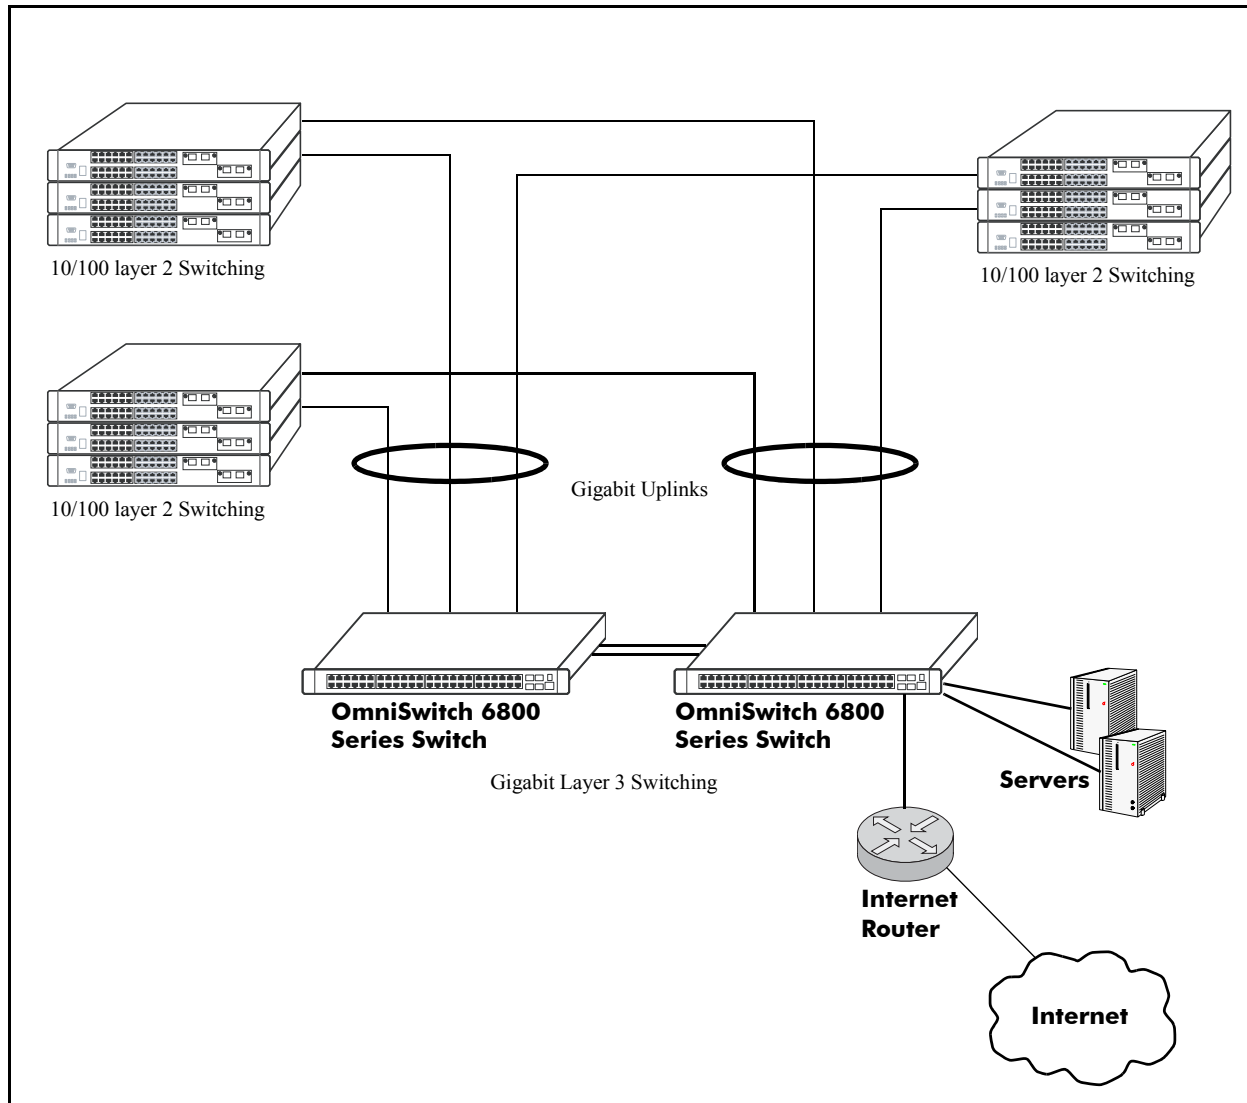 10/100 layer 2 Switching
10/100 layer 2 Switching
10/100 layer 2 Switching
Gigabit Uplinks
OmniSwitch 6800
Series Switch
OmniSwitch 6800
Series Switch
Gigabit Layer 3 Switching
Servers
Internet
Router
Internet